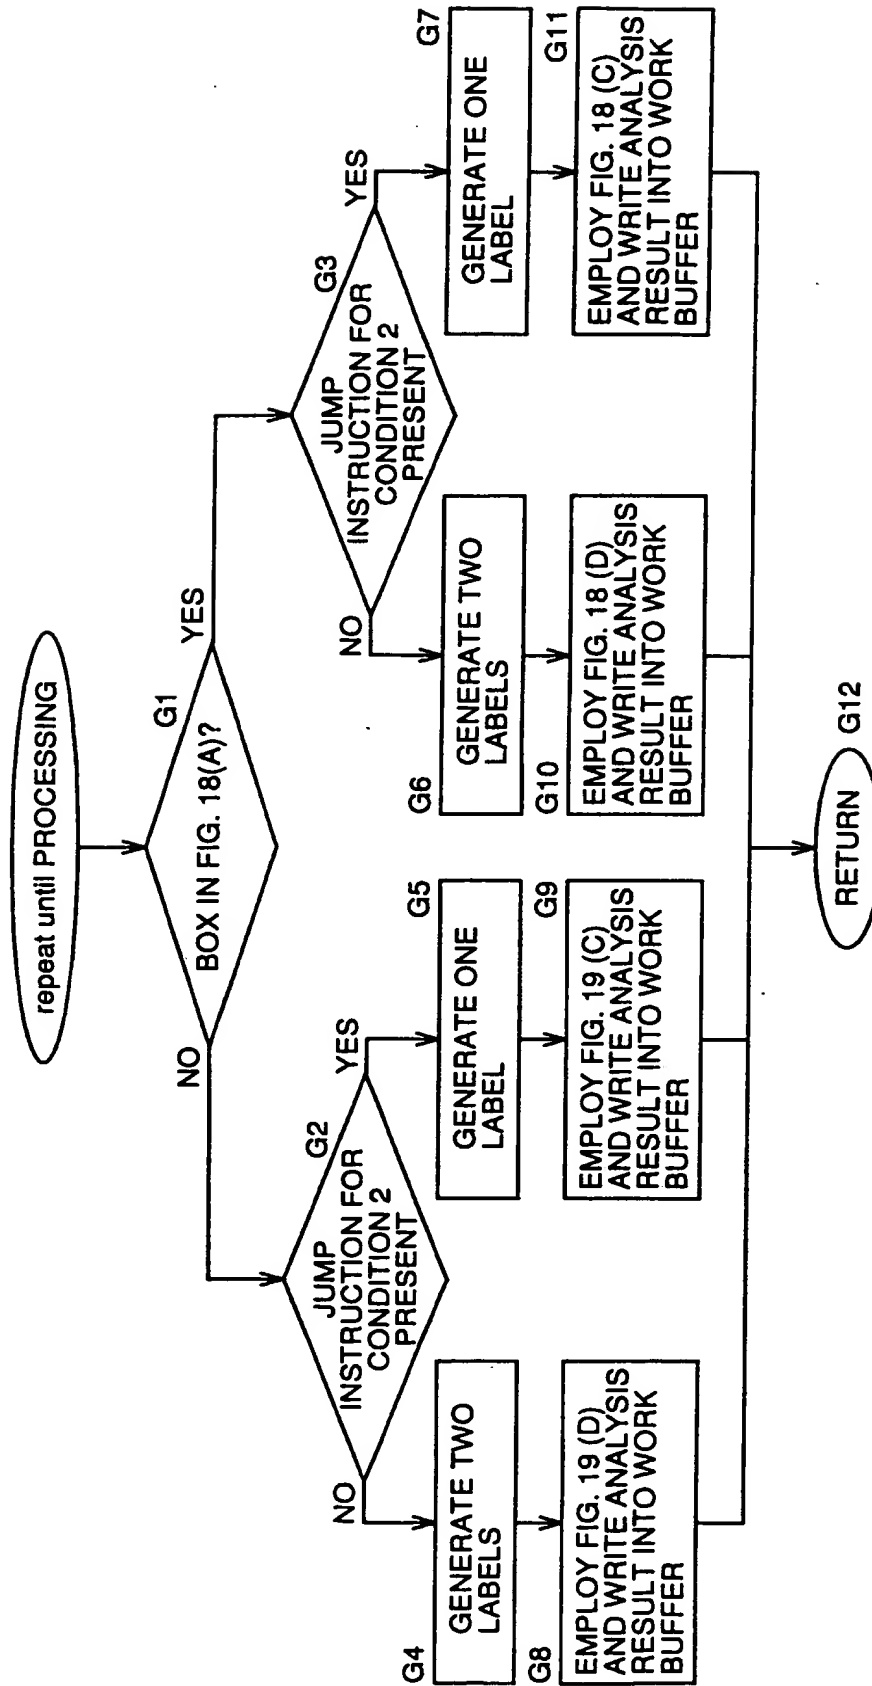 repeat until PROCESSING
G1
BOX IN FIG. 18(A)?
NO
YES
G2
JUMP
INSTRUCTION FOR
CONDITION 2
PRESENT
NO
YES
G3
JUMP
INSTRUCTION FOR
CONDITION 2
PRESENT
NO
YES
G4
GENERATE TWO
LABELS
G5
GENERATE ONE
LABEL
G6
GENERATE TWO
LABELS
G7
GENERATE ONE
LABEL
G8
EMPLOY FIG. 19 (D)
AND WRITE ANALYSIS
RESULT INTO WORK
BUFFER
G9
EMPLOY FIG. 19 (C)
AND WRITE ANALYSIS
RESULT INTO WORK
BUFFER
G10
EMPLOY FIG. 18 (D)
AND WRITE ANALYSIS
RESULT INTO WORK
BUFFER
G11
EMPLOY FIG. 18 (C)
AND WRITE ANALYSIS
RESULT INTO WORK
BUFFER
RETURN
G12